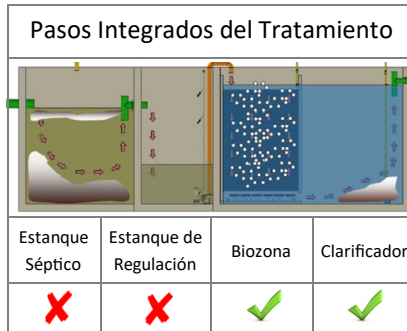 Pasos Integrados del Tratamiento
Estanque
Séptico
Estanque de
Regulación
Biozona
Clarificador